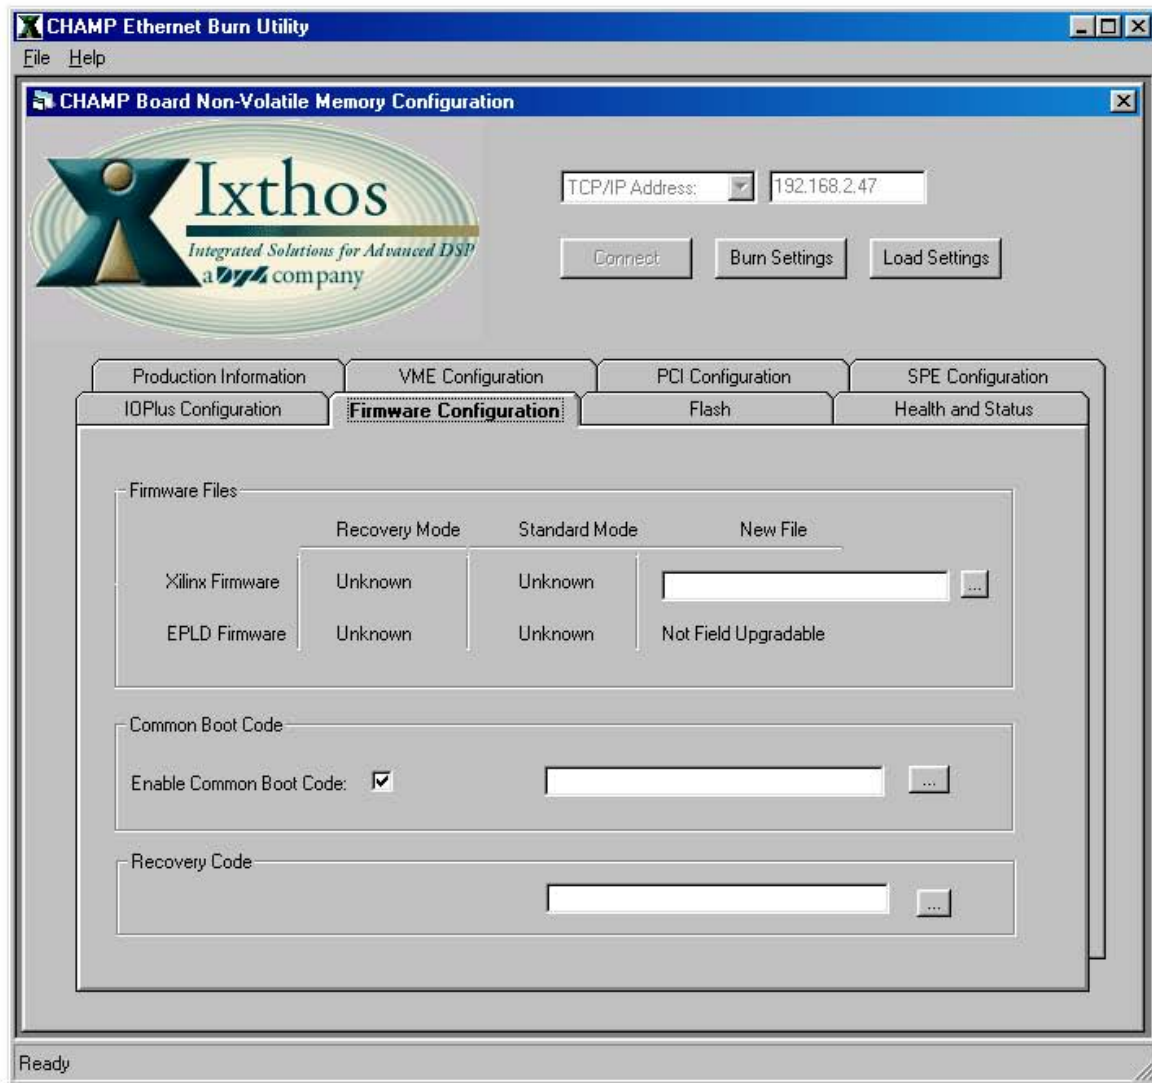 CHAMP Ethernet Burn Utility
File Help
CHAMP Board Non-Volatile Memory Configuration
Ixthos
Integrated Solutions for Advanced DSP
a DY4 company
TCP/IP Address: 192.168.2.47
Connect Burn Settings Load Settings
Production Information VME Configuration PCI Configuration SPE Configuration
IOPlus Configuration Firmware Configuration Flash Health and Status
Firmware Files
Recovery Mode Standard Mode New File
Xilinx Firmware Unknown Unknown ...
EPLD Firmware Unknown Unknown Not Field Upgradable
Common Boot Code
Enable Common Boot Code: ...
Recovery Code
...
Ready